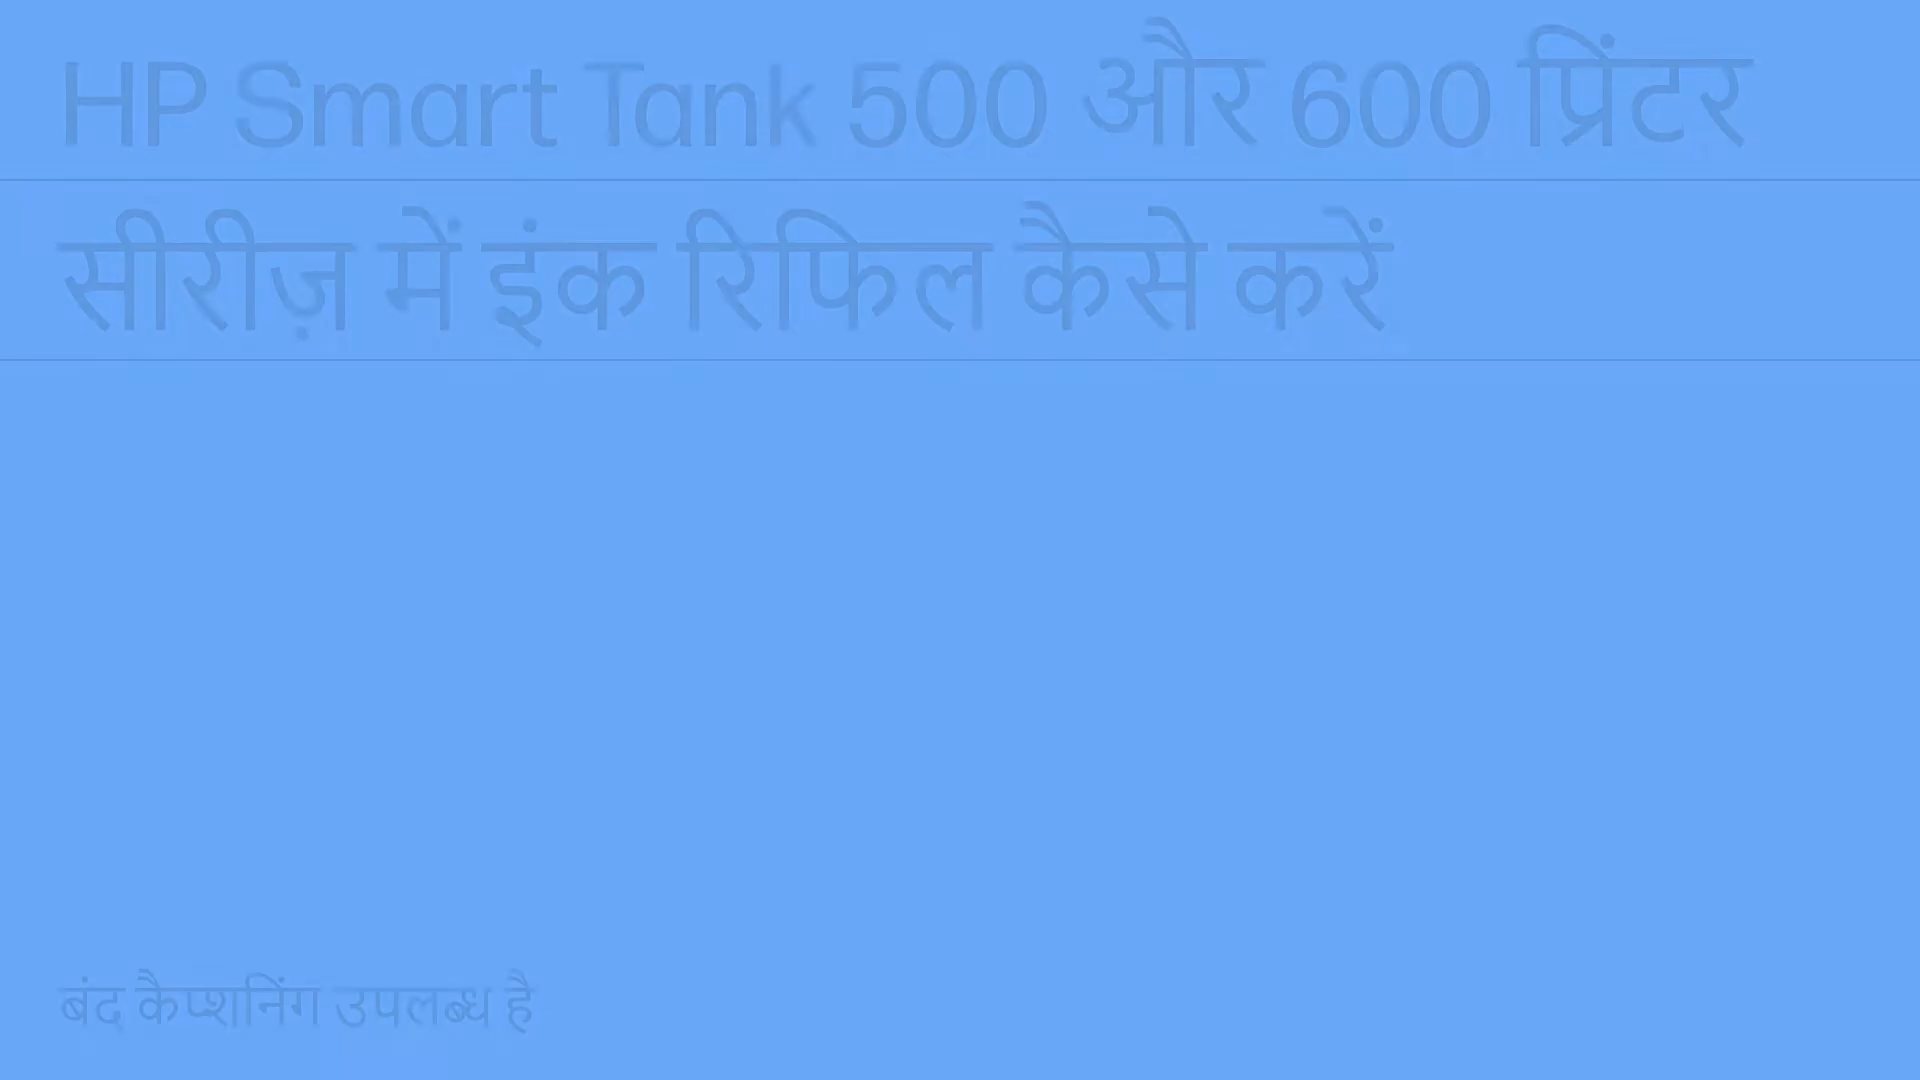 HP Smart Tank 500 और 600 प्रिंटर
सीरीज़ में इंक रिफिल कैसे करें
बंद कैप्शनिंग उपलब्ध है